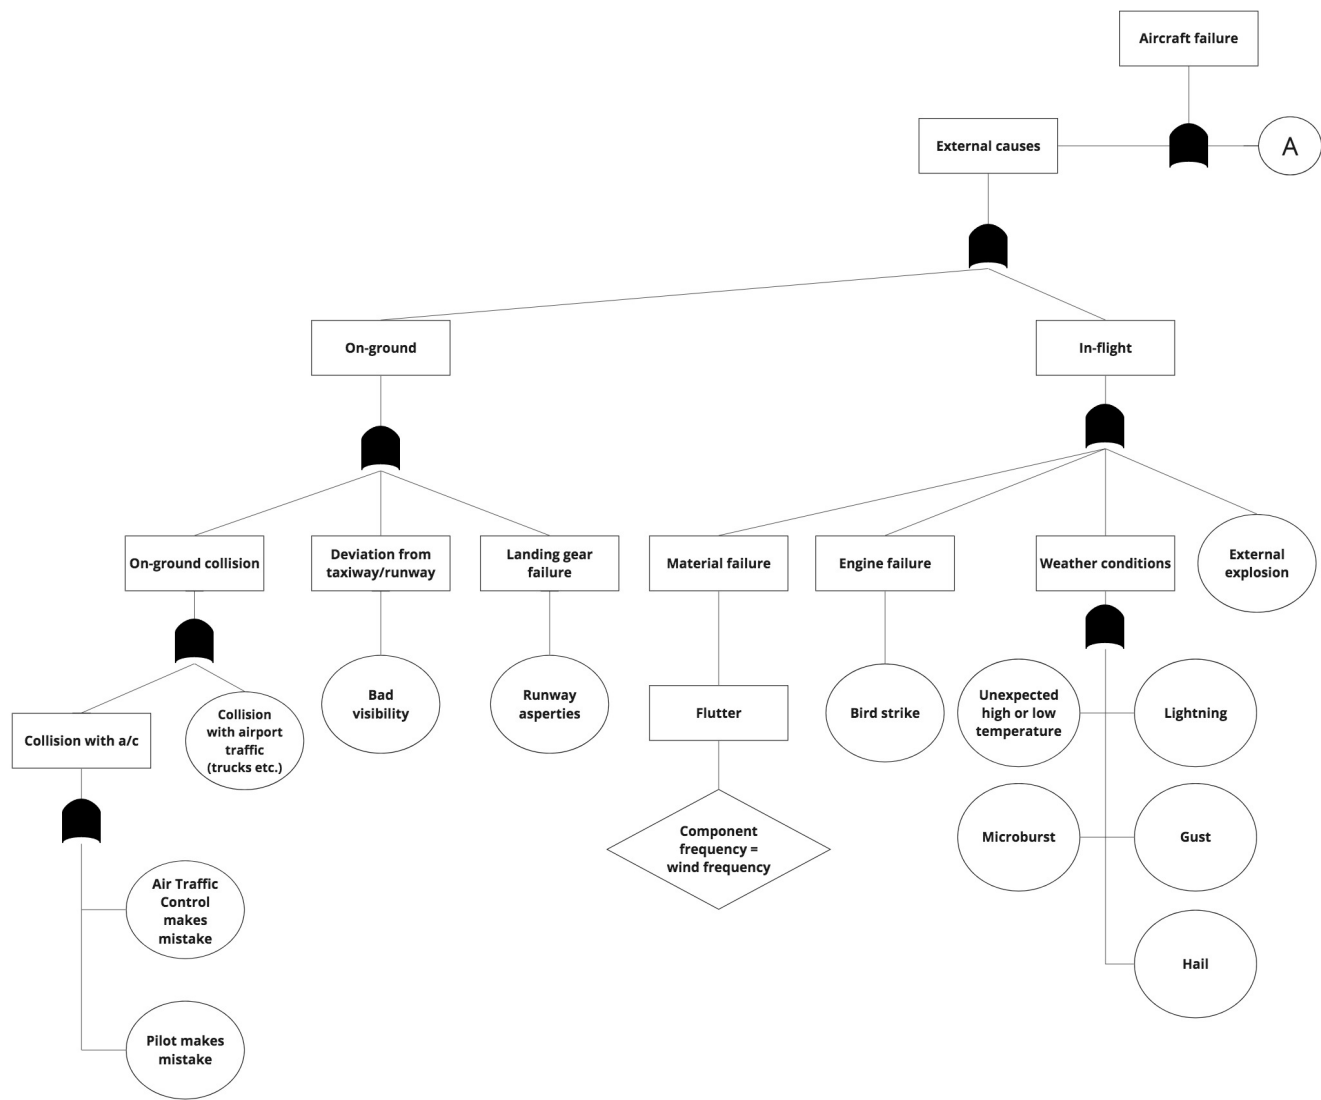 Aircraft failure
External causes
A
On-ground
In-flight
On-ground collision
Deviation from
taxiway/runway
Landing gear
failure
Material failure
Engine failure
Weather conditions
External
explosion
Collision with a/c
Collision
with airport
traffic
(trucks etc.)
Bad
visibility
Runway
asperties
Flutter
Bird strike
Unexpected
high or low
temperature
Lightning
Component
frequency =
wind frequency
Microburst
Gust
Air Traffic
Control
makes
mistake
Hail
Pilot makes
mistake